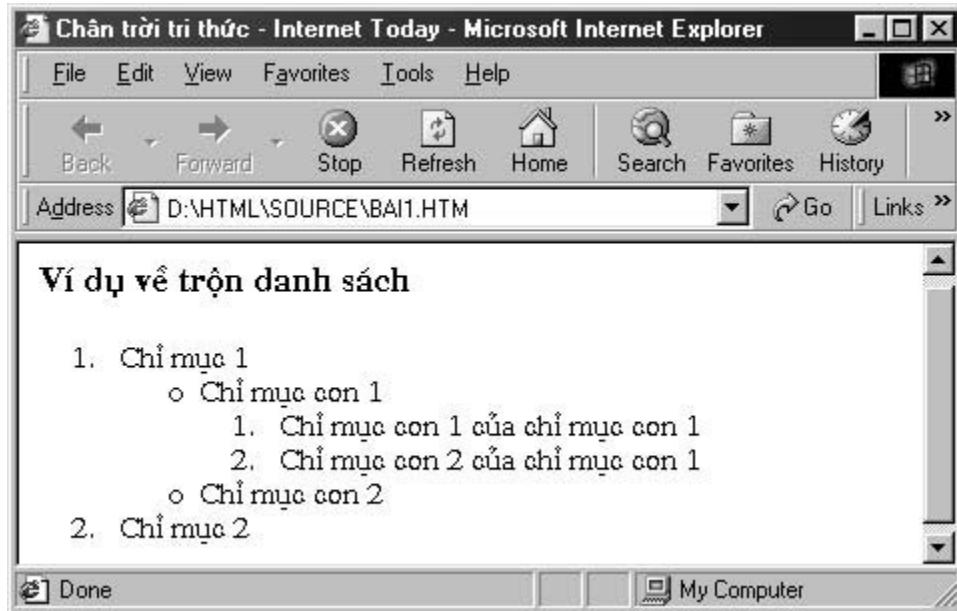 Chân trời tri thức - Internet Today - Microsoft Internet Explorer
File Edit View Favorites Tools Help
Back Forward Stop Refresh Home Search Favorites History »
Address D:\HTML\SOURCE\BAI1.HTM Go Links »
Ví dụ về trộn danh sách
1. Chỉ mục 1
o Chỉ mục con 1
1. Chỉ mục con 1 của chỉ mục con 1
2. Chỉ mục con 2 của chỉ mục con 1
o Chỉ mục con 2
2. Chỉ mục 2
Done My Computer